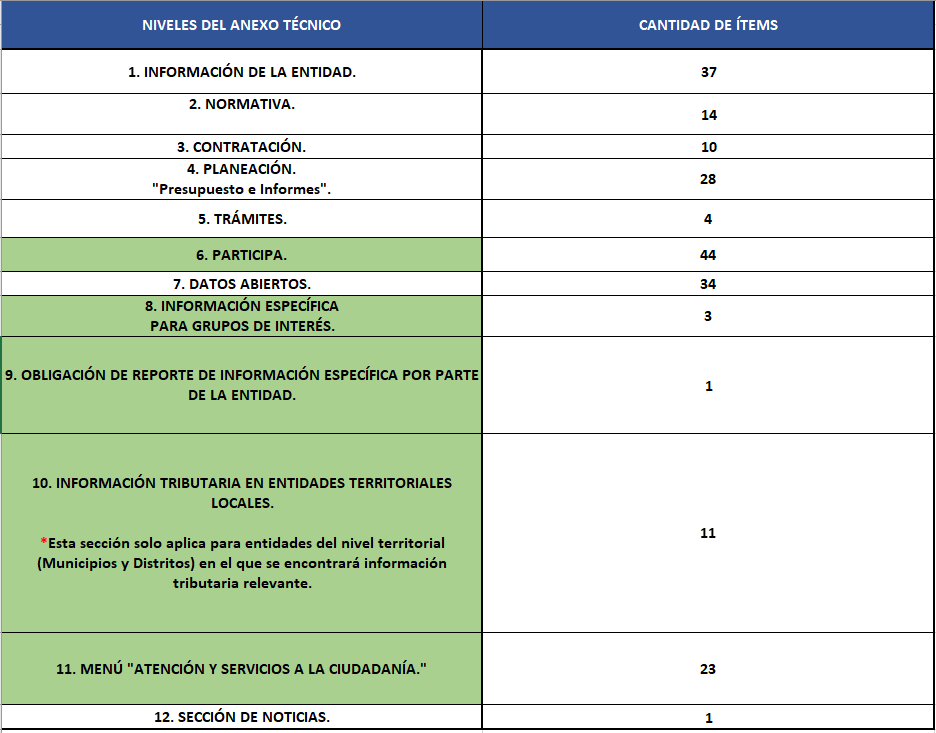 NIVELES DEL ANEXO TÉCNICO
CANTIDAD DE ÍTEMS
1. INFORMACIÓN DE LA ENTIDAD.
37
2. NORMATIVA.
14
3. CONTRATACIÓN.
10
4. PLANEACIÓN.
"Presupuesto e Informes".
28
5. TRÁMITES.
4
6. PARTICIPA.
44
7. DATOS ABIERTOS.
34
8. INFORMACIÓN ESPECÍFICA
PARA GRUPOS DE INTERÉS.
3
9. OBLIGACIÓN DE REPORTE DE INFORMACIÓN ESPECÍFICA POR PARTE
DE LA ENTIDAD.
1
10. INFORMACIÓN TRIBUTARIA EN ENTIDADES TERRITORIALES
LOCALES.
*Esta sección solo aplica para entidades del nivel territorial
(Municipios y Distritos) en el que se encontrará información
tributaria relevante.
11
11. MENÚ "ATENCIÓN Y SERVICIOS A LA CIUDADANÍA."
23
12. SECCIÓN DE NOTICIAS.
1